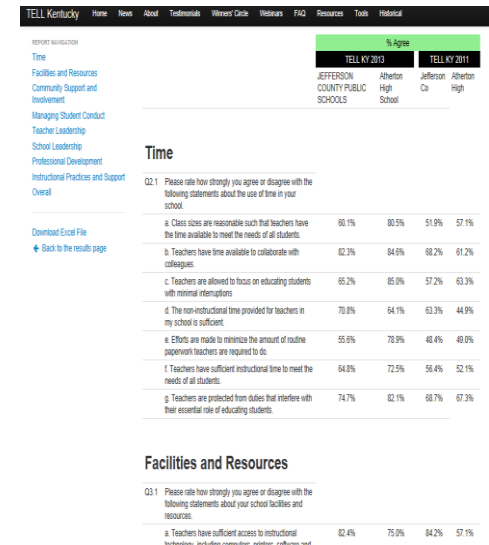 TELL Kentucky Home News About Testimonials Winners' Circle Webinars FAQ Resources Tools Historical
REPORT NAVIGATION
Time
Facilities and Resources
Community Support and
Involvement
Managing Student Conduct
Teacher Leadership
School Leadership
Professional Development
Instructional Practices and Support
Overall
Download Excel File
← Back to the results page
% Agree
TELL KY 2013 TELL KY 2011
JEFFERSON COUNTY PUBLIC SCHOOLS Atherton High School Jefferson Co Atherton High
Time
Q2.1 Please rate how strongly you agree or disagree with the
following statements about the use of time in your
school.
a. Class sizes are reasonable such that teachers have 60.1% 80.5% 51.9% 57.1%
the time available to meet the needs of all students.
b. Teachers have time available to collaborate with 82.3% 84.6% 68.2% 61.2%
colleagues.
c. Teachers are allowed to focus on educating students 65.2% 85.0% 57.2% 63.3%
with minimal interruptions
d. The non-instructional time provided for teachers in 70.8% 64.1% 63.3% 44.9%
my school is sufficient.
e. Efforts are made to minimize the amount of routine 55.6% 78.9% 48.4% 49.0%
paperwork teachers are required to do.
f. Teachers have sufficient instructional time to meet the 64.8% 72.5% 56.4% 52.1%
needs of all students.
g. Teachers are protected from duties that interfere with 74.7% 82.1% 68.7% 67.3%
their essential role of educating students.
Facilities and Resources
Q3.1 Please rate how strongly you agree or disagree with the
following statements about your school facilities and
resources.
a. Teachers have sufficient access to instructional 82.4% 75.0% 84.2% 57.1%
technology, including computers, printers, software and